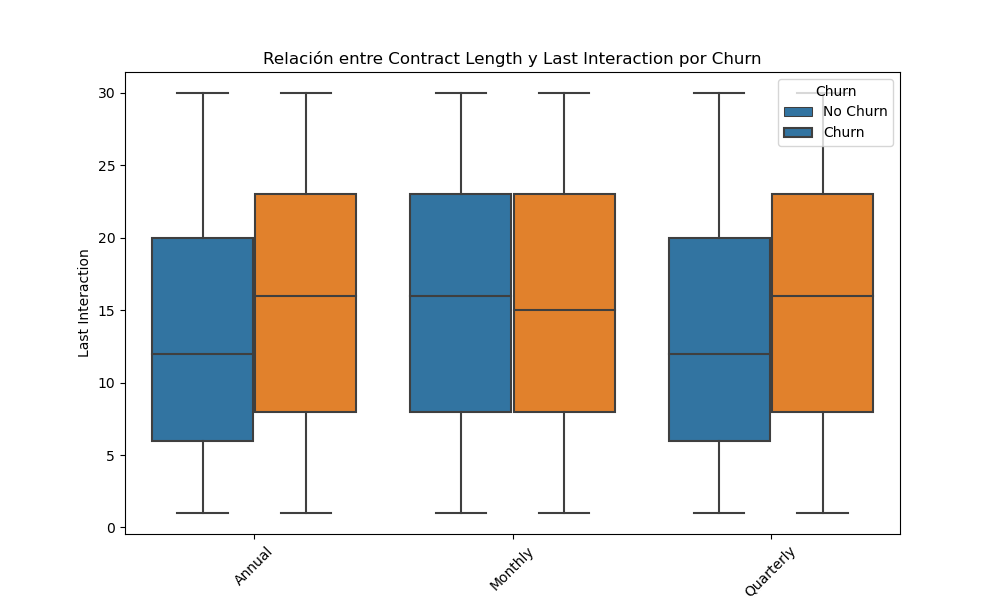 Relación entre Contract Length y Last Interaction por Churn
Churn
No Churn
Churn
Last Interaction
30
25
20
15
10
5
0
Annual
Monthly
Quarterly